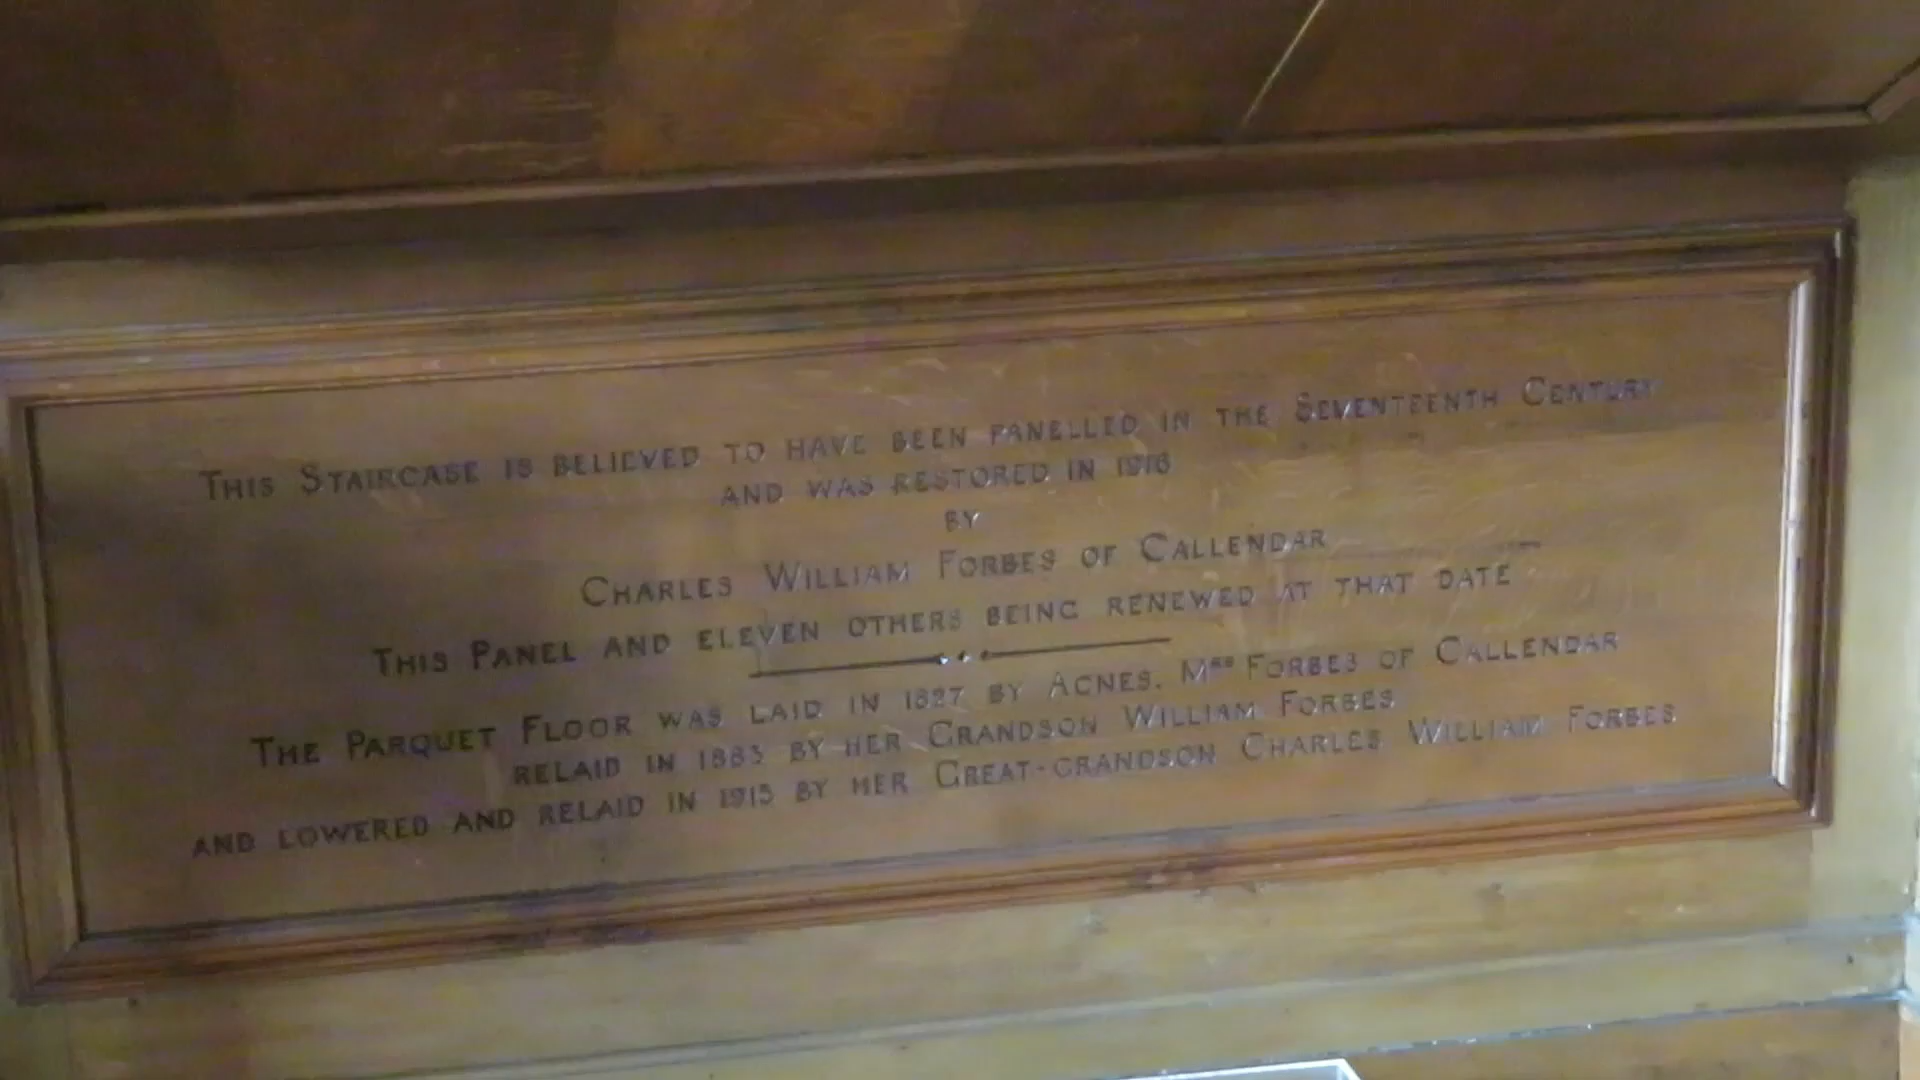 THIS STAIRCASE IS BELIEVED TO HAVE BEEN PANELLED IN THE SEVENTEENTH CENTURY
AND WAS RESTORED IN 1916
BY
CHARLES WILLIAM FORBES OF CALLENDAR
THIS PANEL AND ELEVEN OTHERS BEING RENEWED AT THAT DATE
THE PARQUET FLOOR WAS LAID IN 1827 BY AGNES, MRS FORBES OF CALLENDAR
RELAID IN 1883 BY HER GRANDSON WILLIAM FORBES
AND LOWERED AND RELAID IN 1915 BY HER GREAT-GRANDSON CHARLES WILLIAM FORBES